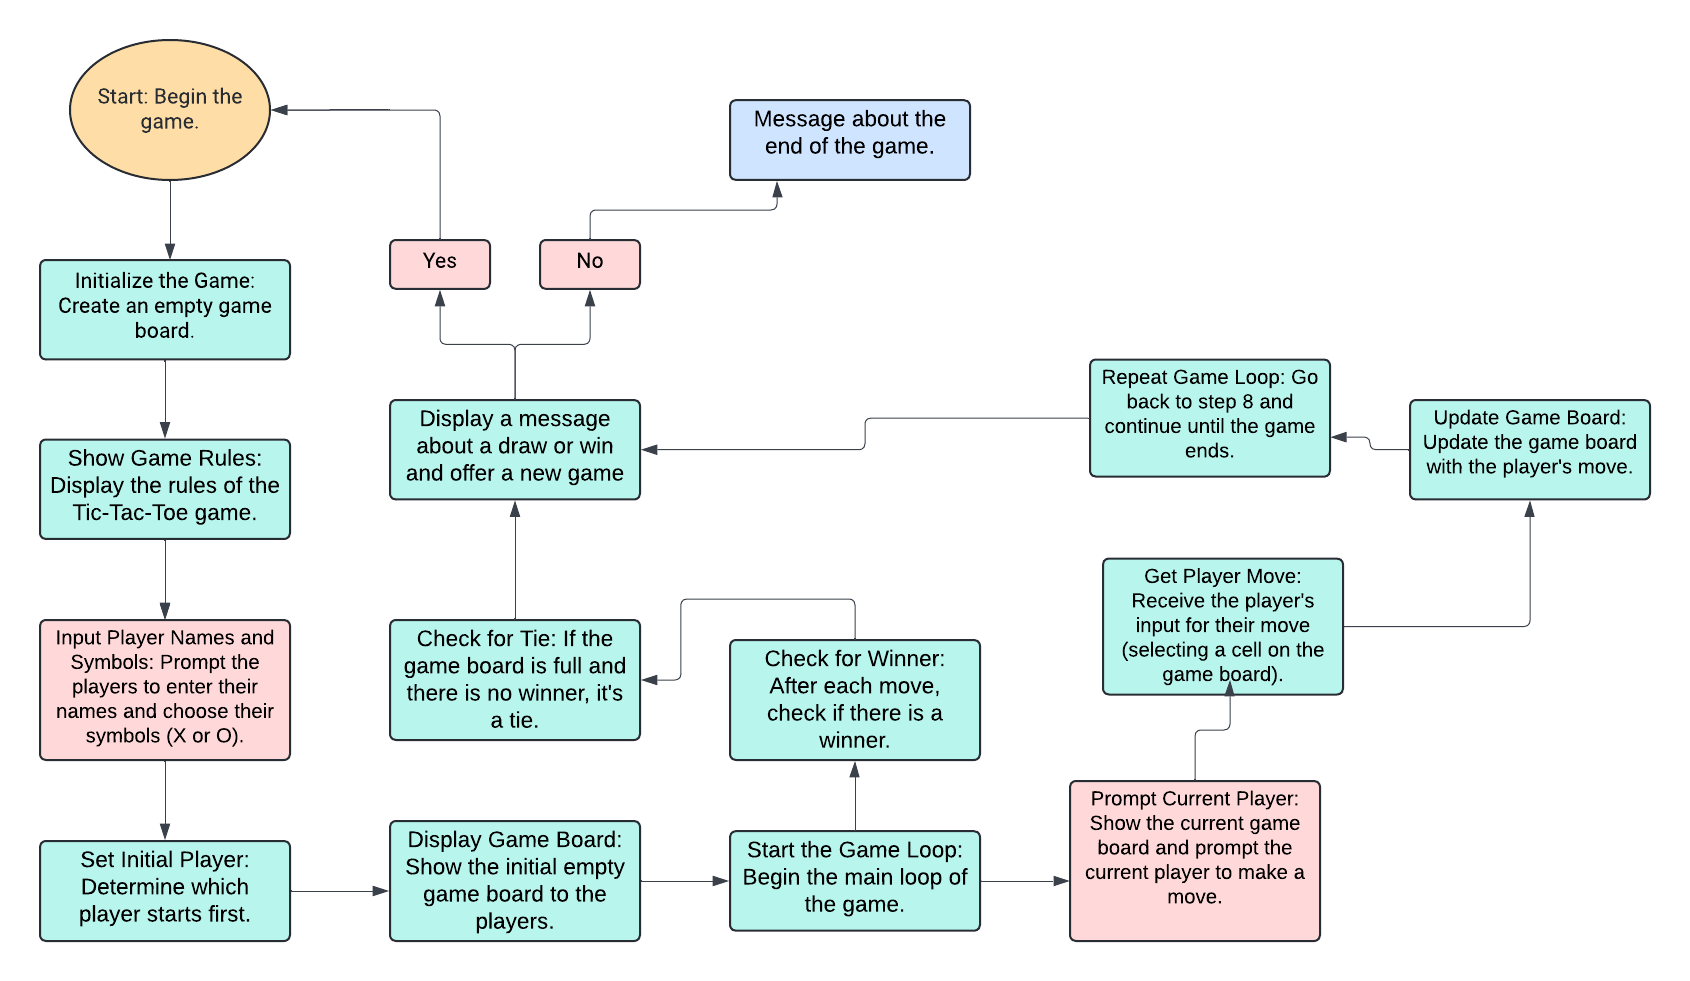 Start: Begin the
game.
Message about the
end of the game.
Yes
No
Initialize the Game:
Create an empty game
board.
Show Game Rules:
Display the rules of the
Tic-Tac-Toe game.
Input Player Names and
Symbols: Prompt the
players to enter their
names and choose their
symbols (X or O).
Set Initial Player:
Determine which
player starts first.
Display a message
about a draw or win
and offer a new game
Check for Tie: If the
game board is full and
there is no winner, it's
a tie.
Display Game Board:
Show the initial empty
game board to the
players.
Check for Winner:
After each move,
check if there is a
winner.
Start the Game Loop:
Begin the main loop of
the game.
Repeat Game Loop: Go
back to step 8 and
continue until the game
ends.
Update Game Board:
Update the game board
with the player's move.
Get Player Move:
Receive the player's
input for their move
(selecting a cell on the
game board).
Prompt Current Player:
Show the current game
board and prompt the
current player to make a
move.